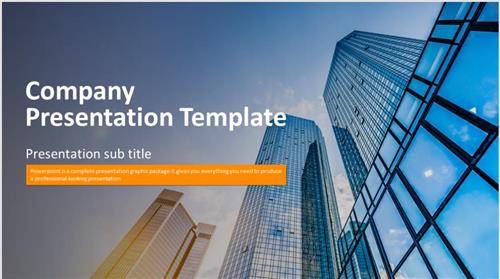 Company
Presentation Template
Presentation sub title
Powerpoint is a complete presentation graphic package it gives you everything you need to produce
a professional-looking presentation